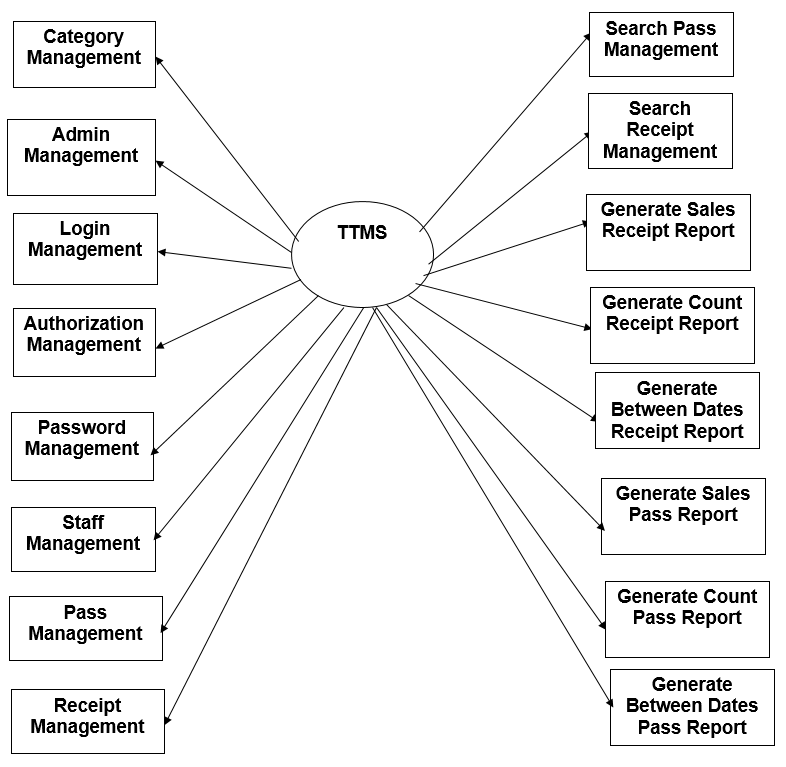 Category
Management
Admin
Management
Login
Management
Authorization
Management
Password
Management
Staff
Management
Pass
Management
Receipt
Management
TTMS
Search Pass
Management
Search
Receipt
Management
Generate Sales
Receipt Report
Generate Count
Receipt Report
Generate
Between Dates
Receipt Report
Generate Sales
Pass Report
Generate Count
Pass Report
Generate
Between Dates
Pass Report